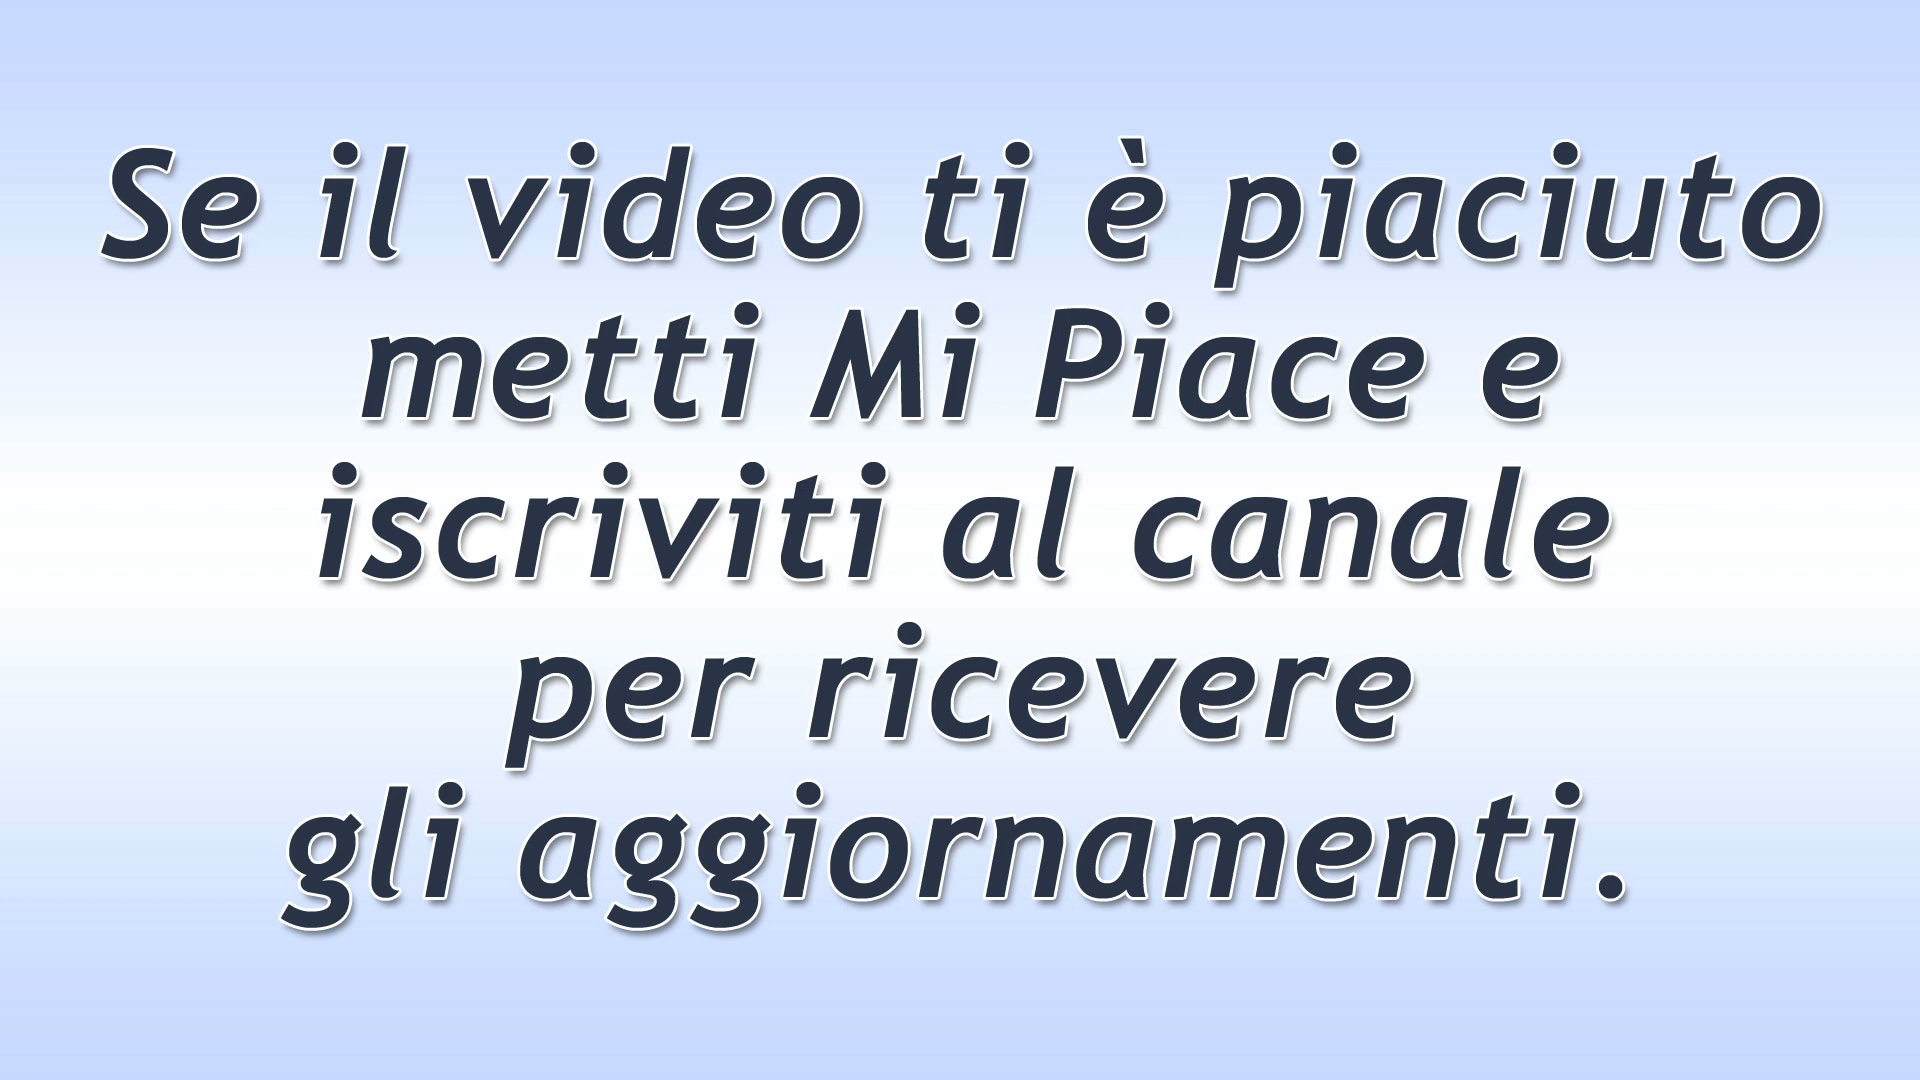 Se il video ti è piaciuto
metti Mi Piace e
iscriviti al canale
per ricevere
gli aggiornamenti.